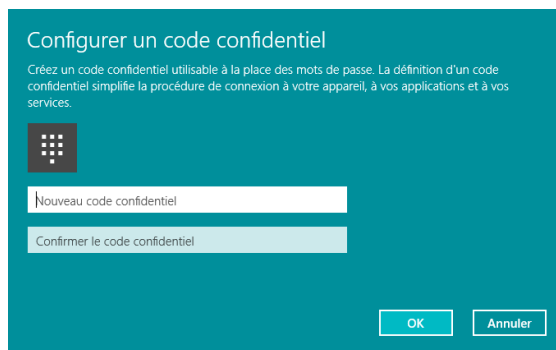 Configurer un code confidentiel
Créez un code confidentiel utilisable à la place des mots de passe. La définition d'un code
confidentiel simplifie la procédure de connexion à votre appareil, à vos applications et à vos
services.
Nouveau code confidentiel
Confirmer le code confidentiel
OK
Annuler